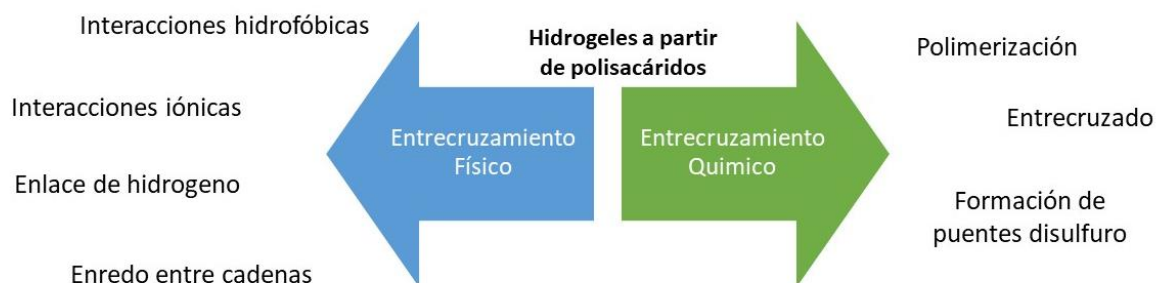 Hidrogeles a partir
de polisacáridos
Interacciones hidrofóbicas
Interacciones iónicas
Enlace de hidrogeno
Enredo entre cadenas
Entrecruzamiento
Físico
Entrecruzamiento
Quimico
Polimerización
Entrecruzado
Formación de
puentes disulfuro